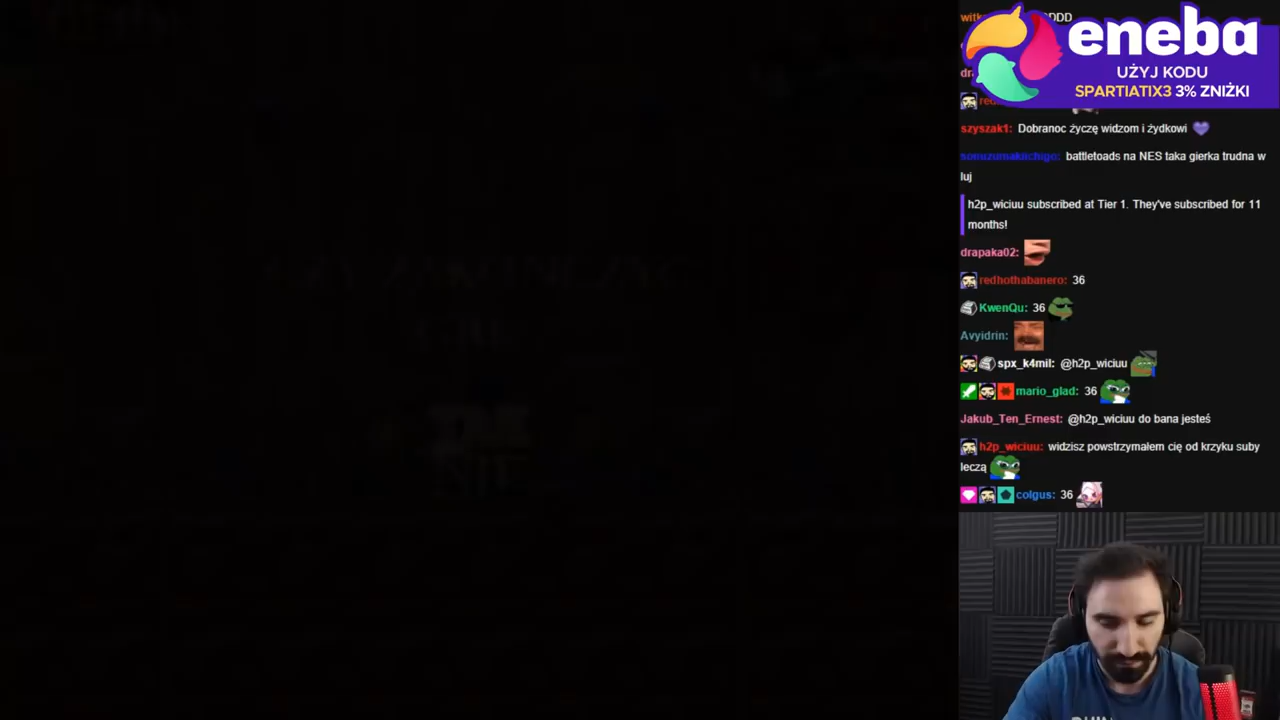 DDD
eneba
UŻYJ KODU
SPARTIATIX3 3% ZNIŻKI
szyszak1: Dobranoc życzę widzom i żydkowi
somuzumakiichigo: battletoads na NES taka gierka trudna w
luj
h2p_wiciuu subscribed at Tier 1. They've subscribed for 11
months!
drapaka02:
redhothabanero: 36
KwenQu: 36
Avyidrin:
spx_k4mil: @h2p_wiciuu
mario_glad: 36
Jakub_Ten_Ernest: @h2p_wiciuu do bana jesteś
h2p_wiciuu: widzisz powstrzymałem cię od krzyku suby
leczą
colgus: 36